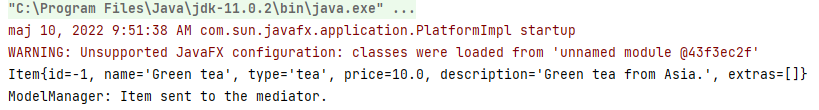 "C:\Program Files\Java\jdk-11.0.2\bin\java.exe" ...
maj 10, 2022 9:51:38 AM com.sun.javafx.application.PlatformImpl startup
WARNING: Unsupported JavaFX configuration: classes were loaded from 'unnamed module @43f3ec2f'
Item{id=-1, name='Green tea', type='tea', price=10.0, description='Green tea from Asia.', extras=[]}
ModelManager: Item sent to the mediator.